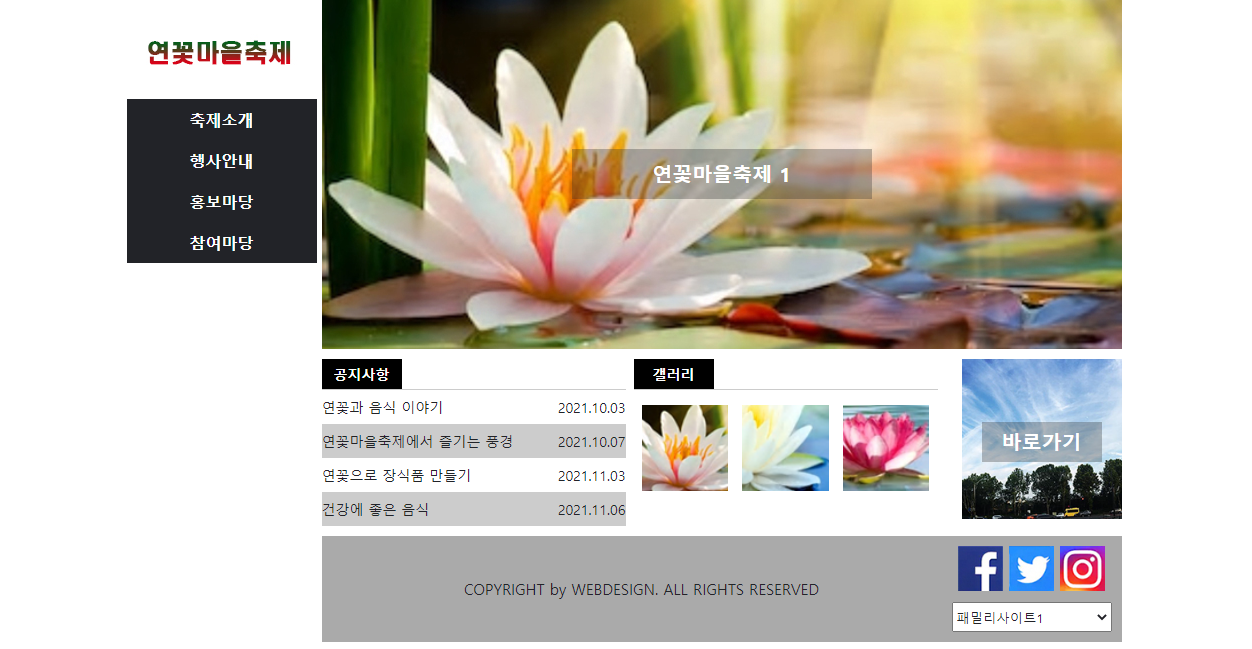 연꽃마을축제
축제소개
행사안내
홍보마당
참여마당
연꽃마을축제 1
공지사항
연꽃과 음식 이야기 2021.10.03
연꽃마을축제에서 즐기는 풍경 2021.10.07
연꽃으로 장식품 만들기 2021.11.03
건강에 좋은 음식 2021.11.06
갤러리
바로가기
COPYRIGHT by WEBDESIGN. ALL RIGHTS RESERVED
패밀리사이트1